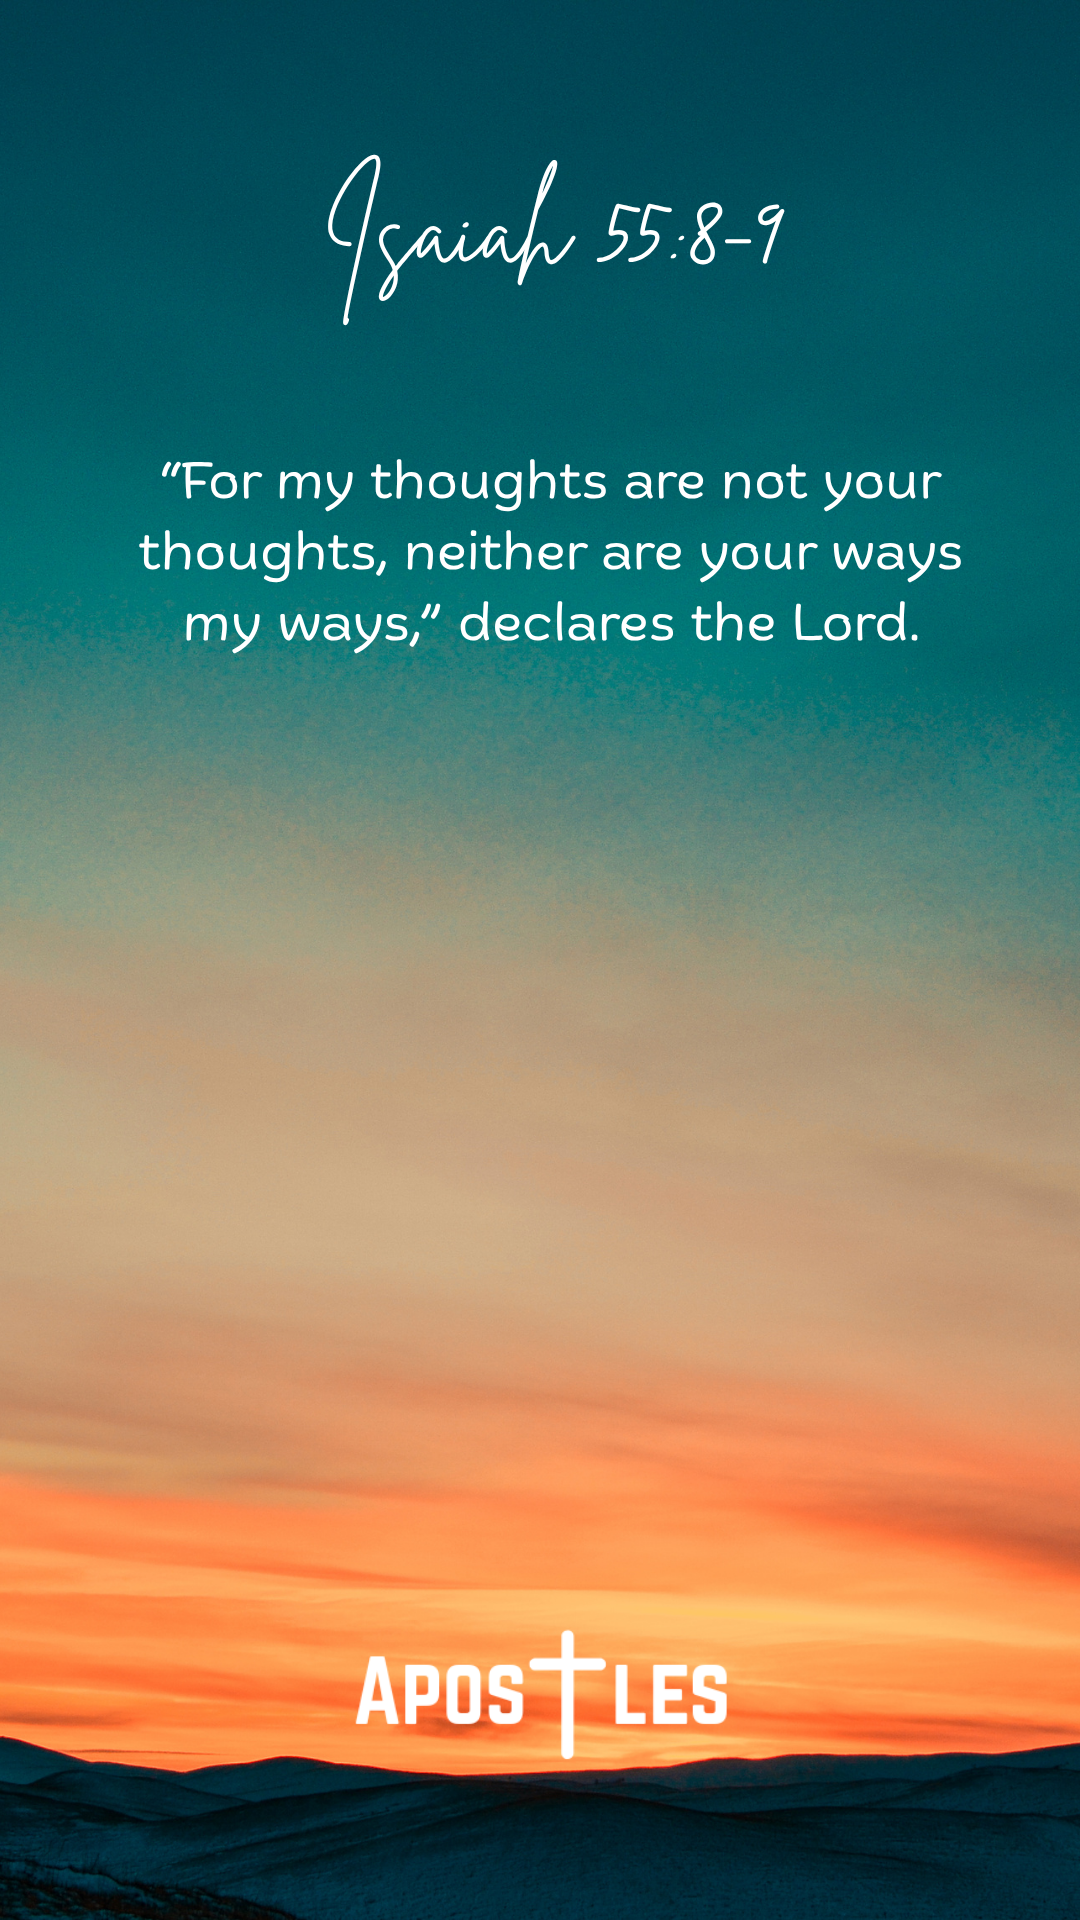 Isaiah 55:8-9
“For my thoughts are not your
thoughts, neither are your ways
my ways,” declares the Lord.
APOSTLES